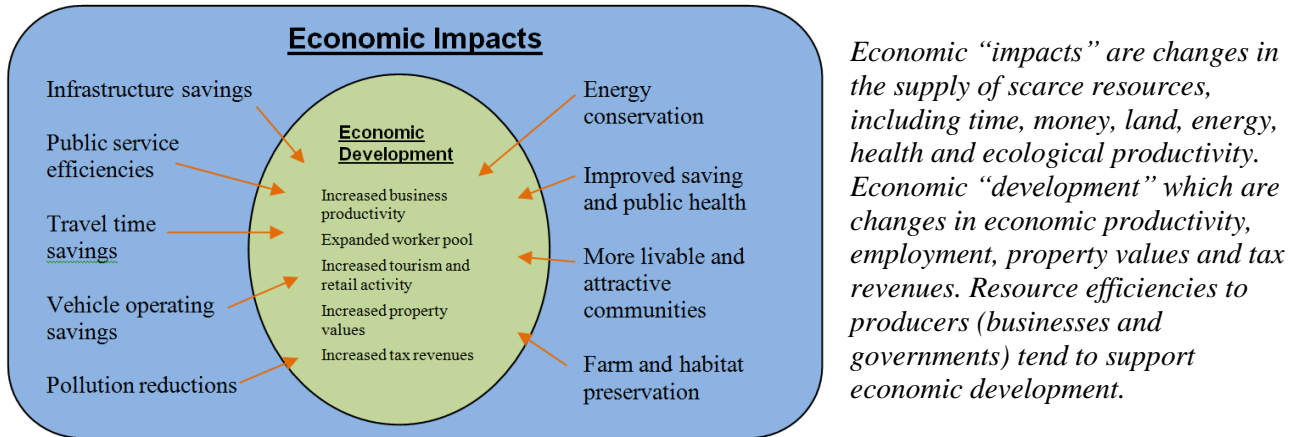 Economic Impacts
Infrastructure savings
Public service
efficiencies
Travel time
savings
Vehicle operating
savings
Pollution reductions
Economic
Development
Increased business
productivity
Expanded worker pool
Increased tourism and
retail activity
Increased property
values
Increased tax revenues
Energy
conservation
Improved saving
and public health
More livable and
attractive
communities
Farm and habitat
preservation
Economic “impacts” are changes in
the supply of scarce resources,
including time, money, land, energy,
health and ecological productivity.
Economic “development” which are
changes in economic productivity,
employment, property values and tax
revenues. Resource efficiencies to
producers (businesses and
governments) tend to support
economic development.